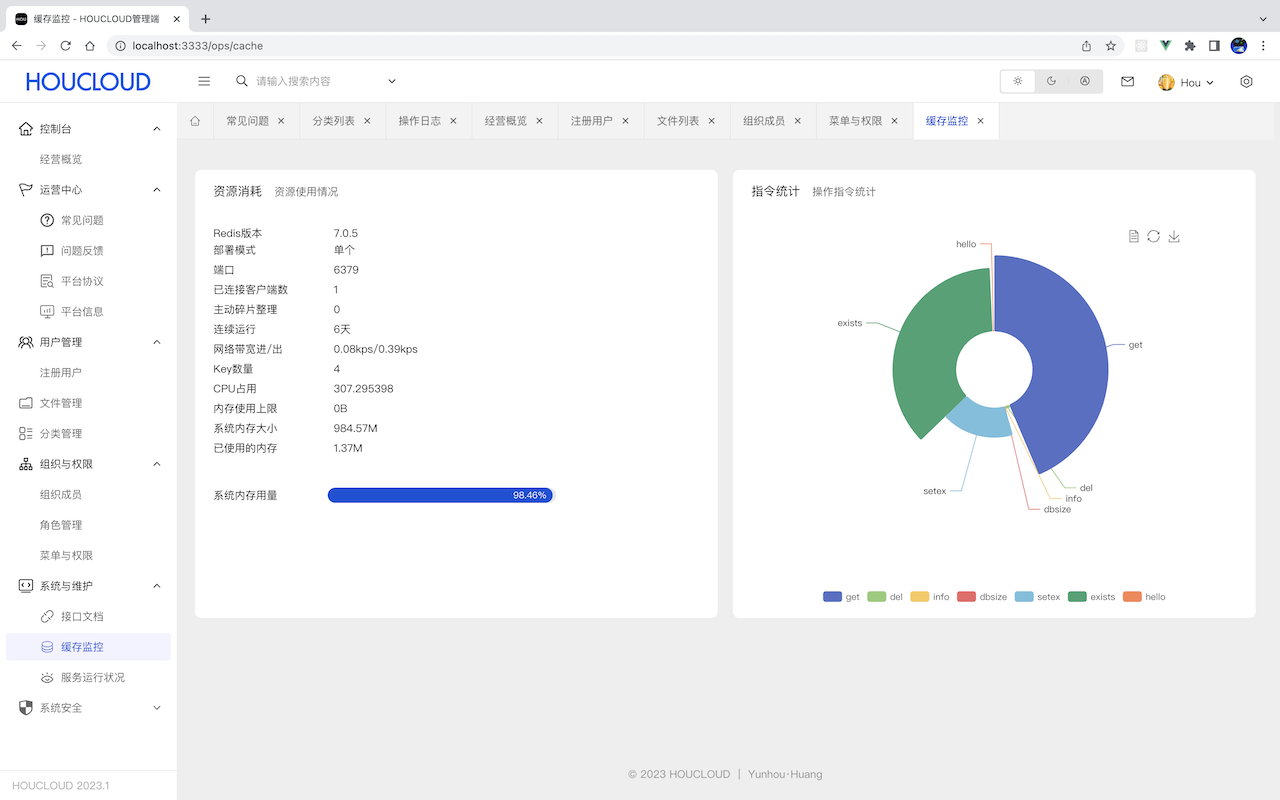 缓存监控 - HOUCLOUD管理端
localhost:3333/ops/cache
HOUCLOUD
请输入搜索内容
Hou
控制台
经营概览
运营中心
常见问题
问题反馈
平台协议
平台信息
用户管理
注册用户
文件管理
分类管理
组织与权限
组织成员
角色管理
菜单与权限
系统与维护
接口文档
缓存监控
服务运行状况
系统安全
HOUCLOUD 2023.1
常见问题 分类列表 操作日志 经营概览 注册用户 文件列表 组织成员 菜单与权限 缓存监控
资源消耗 资源使用情况
Redis版本 7.0.5
部署模式 单个
端口 6379
已连接客户端数 1
主动碎片整理 0
连续运行 6天
网络带宽进/出 0.08kps/0.39kps
Key数量 4
CPU占用 307.295398
内存使用上限 0B
系统内存大小 984.57M
已使用的内存 1.37M
系统内存用量 98.46%
指令统计 操作指令统计
hello
exists
get
setex
del
info
dbsize
get del info dbsize setex exists hello
© 2023 HOUCLOUD | Yunhou·Huang